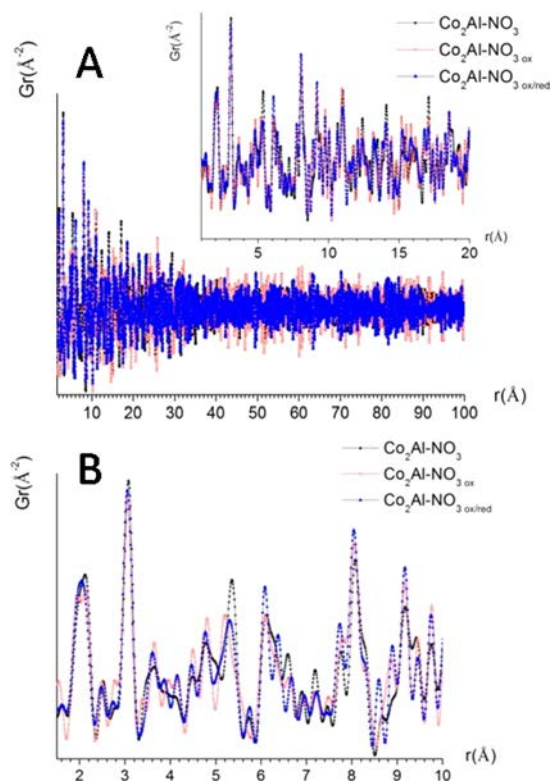 A
Gr(Å⁻²)
Gr(Å⁻²)
Co₂Al-NO₃
Co₂Al-NO₃ ox
Co₂Al-NO₃ ox/red
5 10 15 20
r(Å)
10 20 30 40 50 60 70 80 90 100
r(Å)
B
Gr(Å⁻²)
Co₂Al-NO₃
Co₂Al-NO₃ ox
Co₂Al-NO₃ ox/red
2 3 4 5 6 7 8 9 10
r(Å)